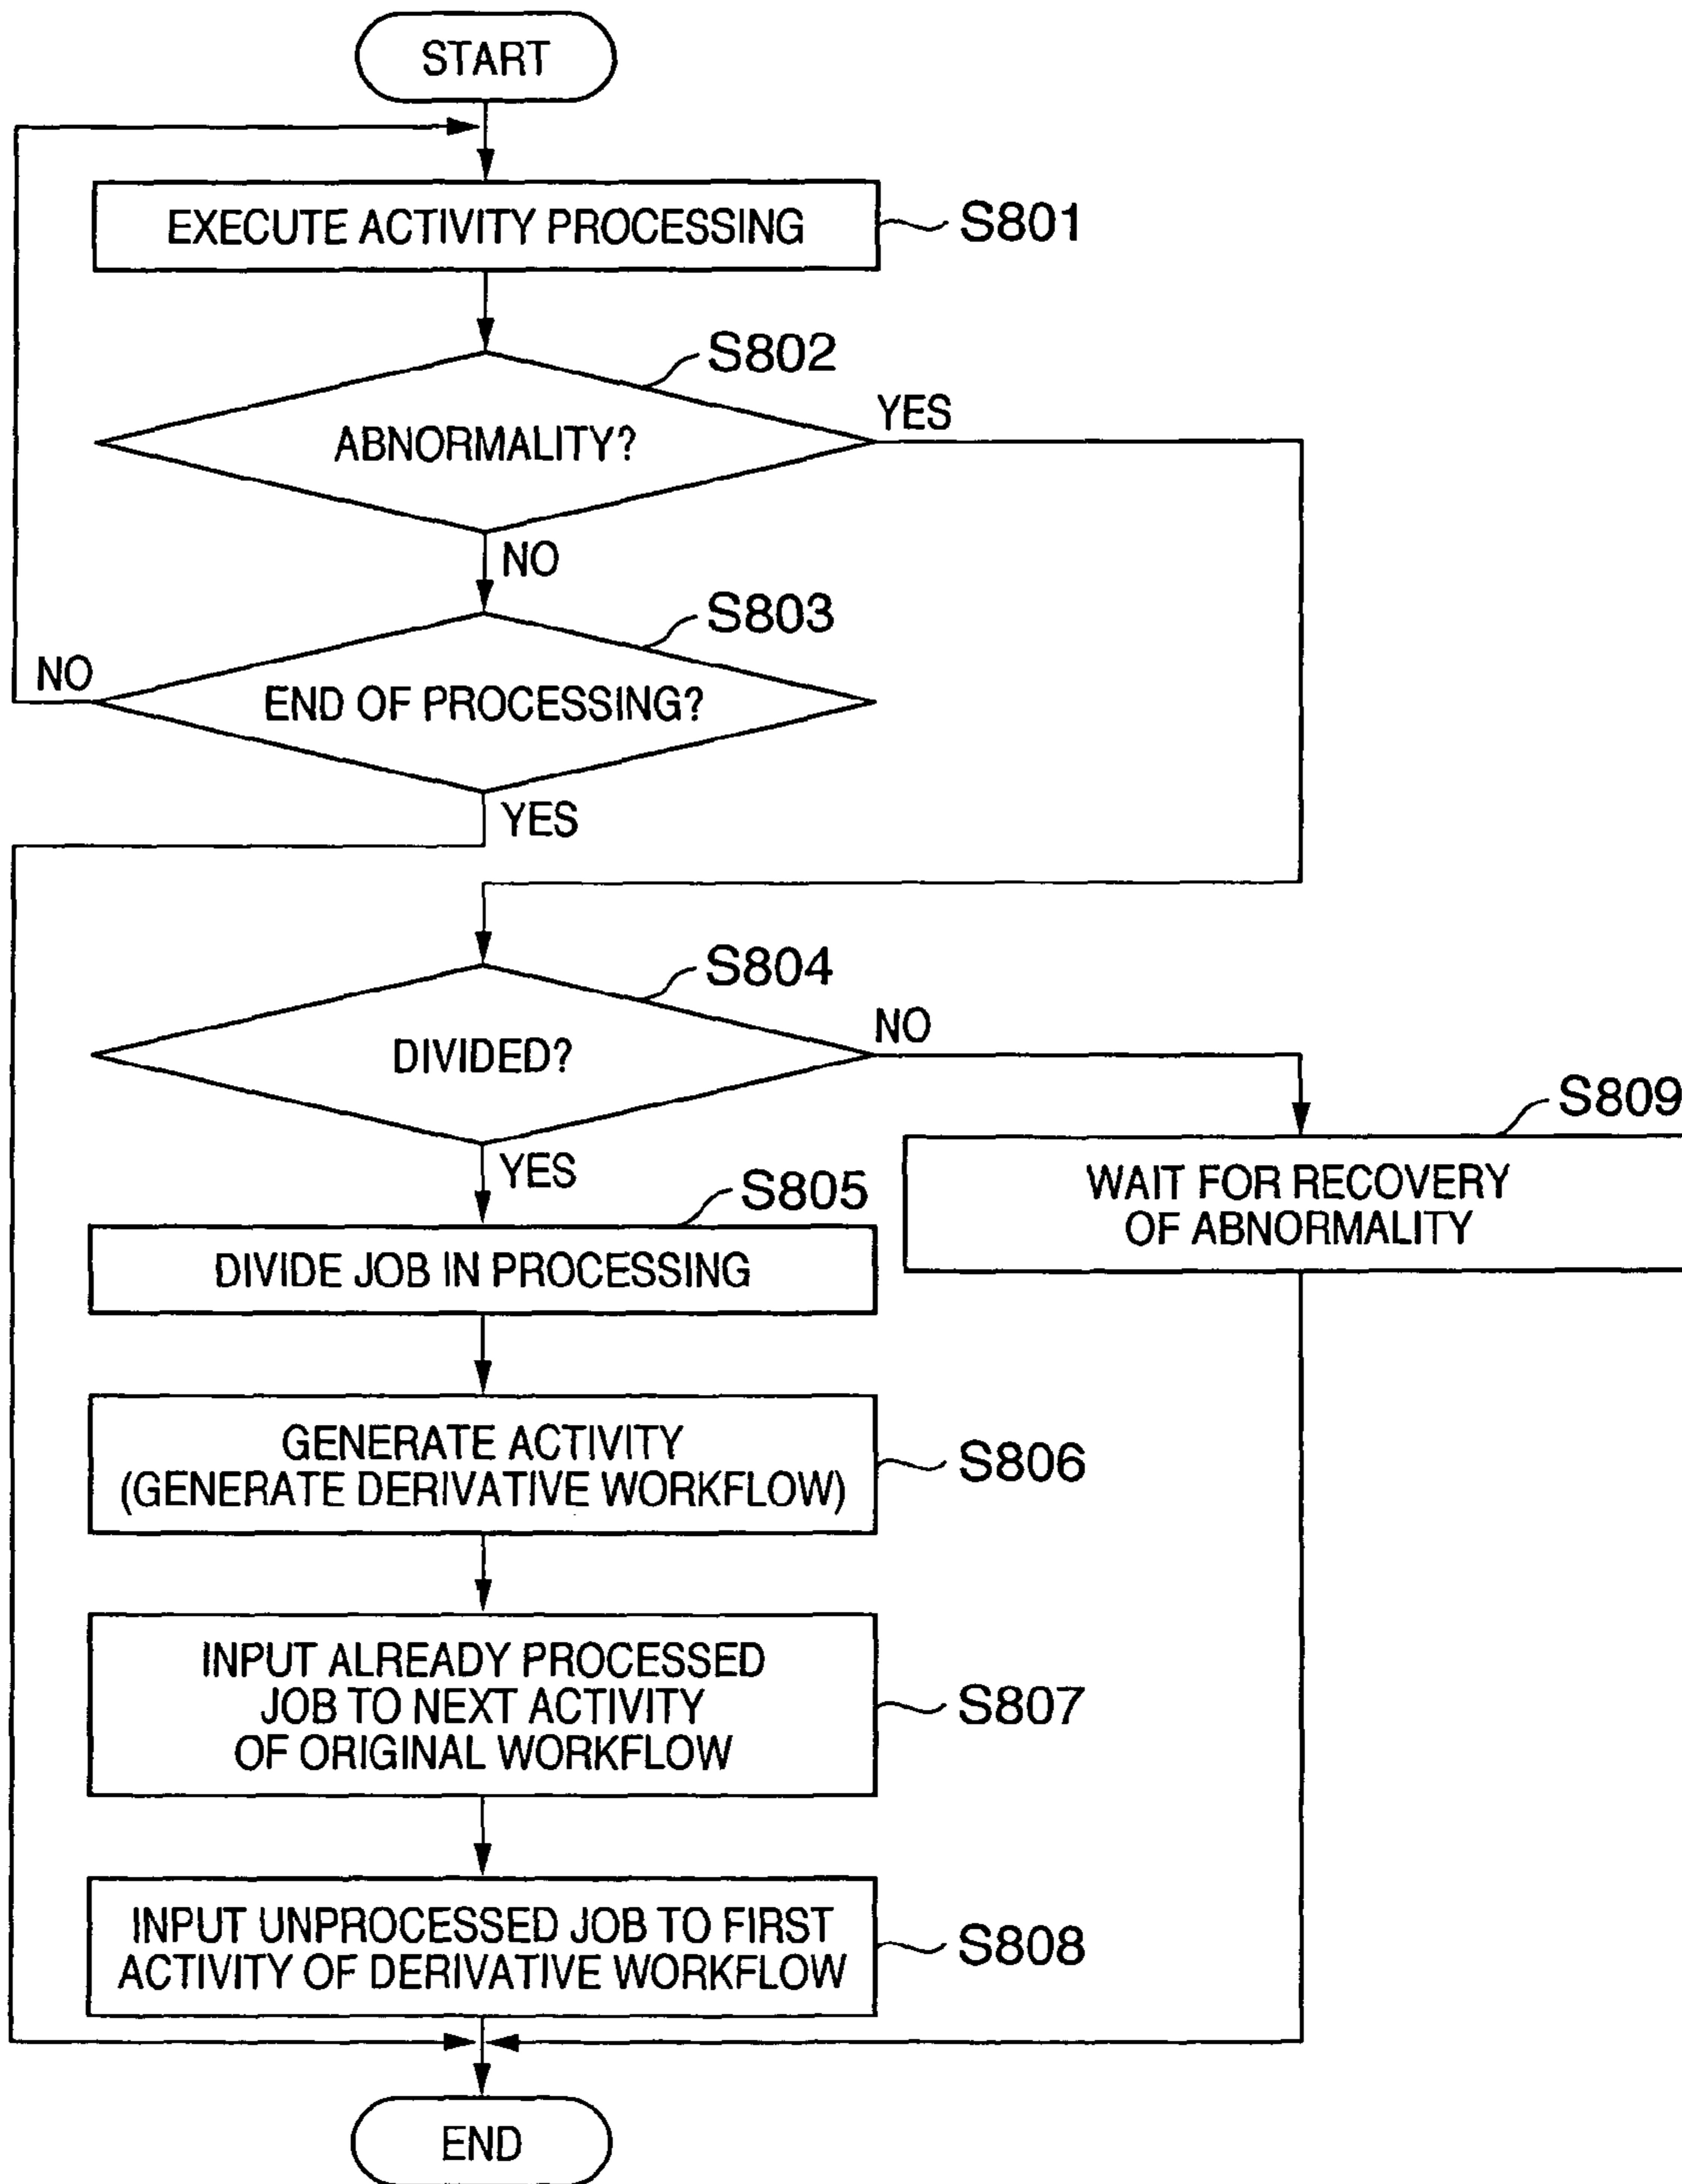 START
EXECUTE ACTIVITY PROCESSING
S801
S802
ABNORMALITY?
YES
NO
S803
END OF PROCESSING?
NO
YES
S804
DIVIDED?
NO
YES
S809
WAIT FOR RECOVERY
OF ABNORMALITY
S805
DIVIDE JOB IN PROCESSING
GENERATE ACTIVITY
(GENERATE DERIVATIVE WORKFLOW)
S806
INPUT ALREADY PROCESSED
JOB TO NEXT ACTIVITY
OF ORIGINAL WORKFLOW
S807
INPUT UNPROCESSED JOB TO FIRST
ACTIVITY OF DERIVATIVE WORKFLOW
S808
END